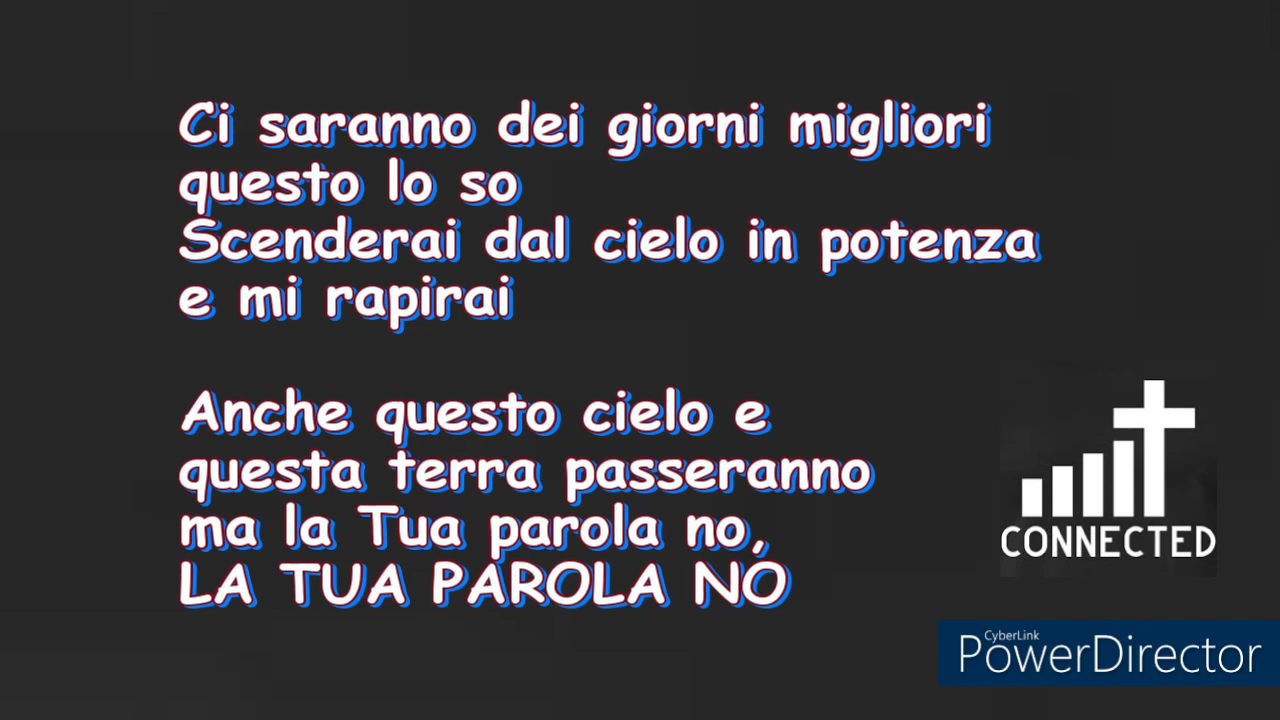 Ci saranno dei giorni migliori
questo lo so
Scenderai dal cielo in potenza
e mi rapirai
Anche questo cielo e
questa terra passeranno
ma la Tua parola no,
LA TUA PAROLA NO
CONNECTED
CyberLink
PowerDirector